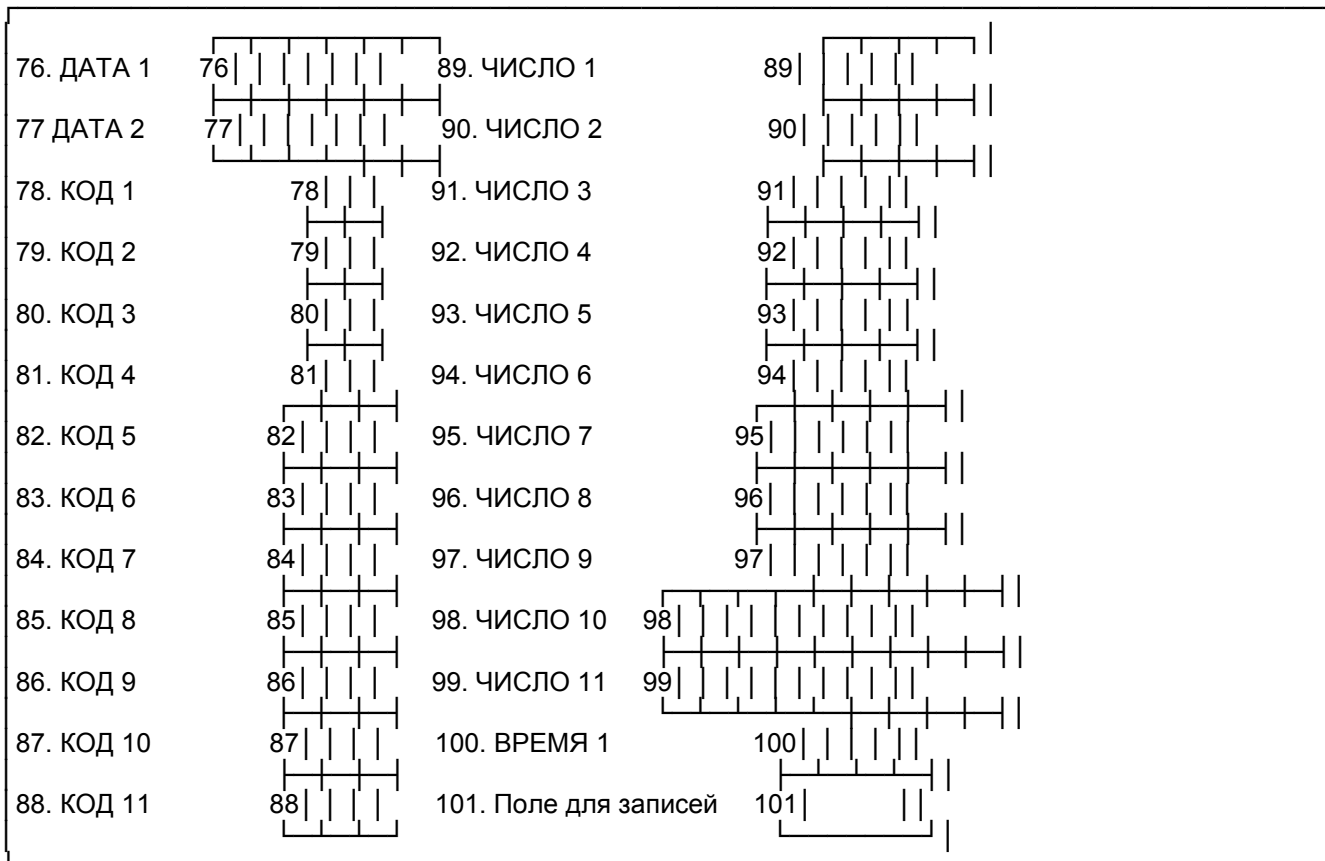 76. ДАТА 1 76 89. ЧИСЛО 1 89
77 ДАТА 2 77 90. ЧИСЛО 2 90
78. КОД 1 78 91. ЧИСЛО 3 91
79. КОД 2 79 92. ЧИСЛО 4 92
80. КОД 3 80 93. ЧИСЛО 5 93
81. КОД 4 81 94. ЧИСЛО 6 94
82. КОД 5 82 95. ЧИСЛО 7 95
83. КОД 6 83 96. ЧИСЛО 8 96
84. КОД 7 84 97. ЧИСЛО 9 97
85. КОД 8 85 98. ЧИСЛО 10 98
86. КОД 9 86 99. ЧИСЛО 11 99
87. КОД 10 87 100. ВРЕМЯ 1 100
88. КОД 11 88 101. Поле для записей 101